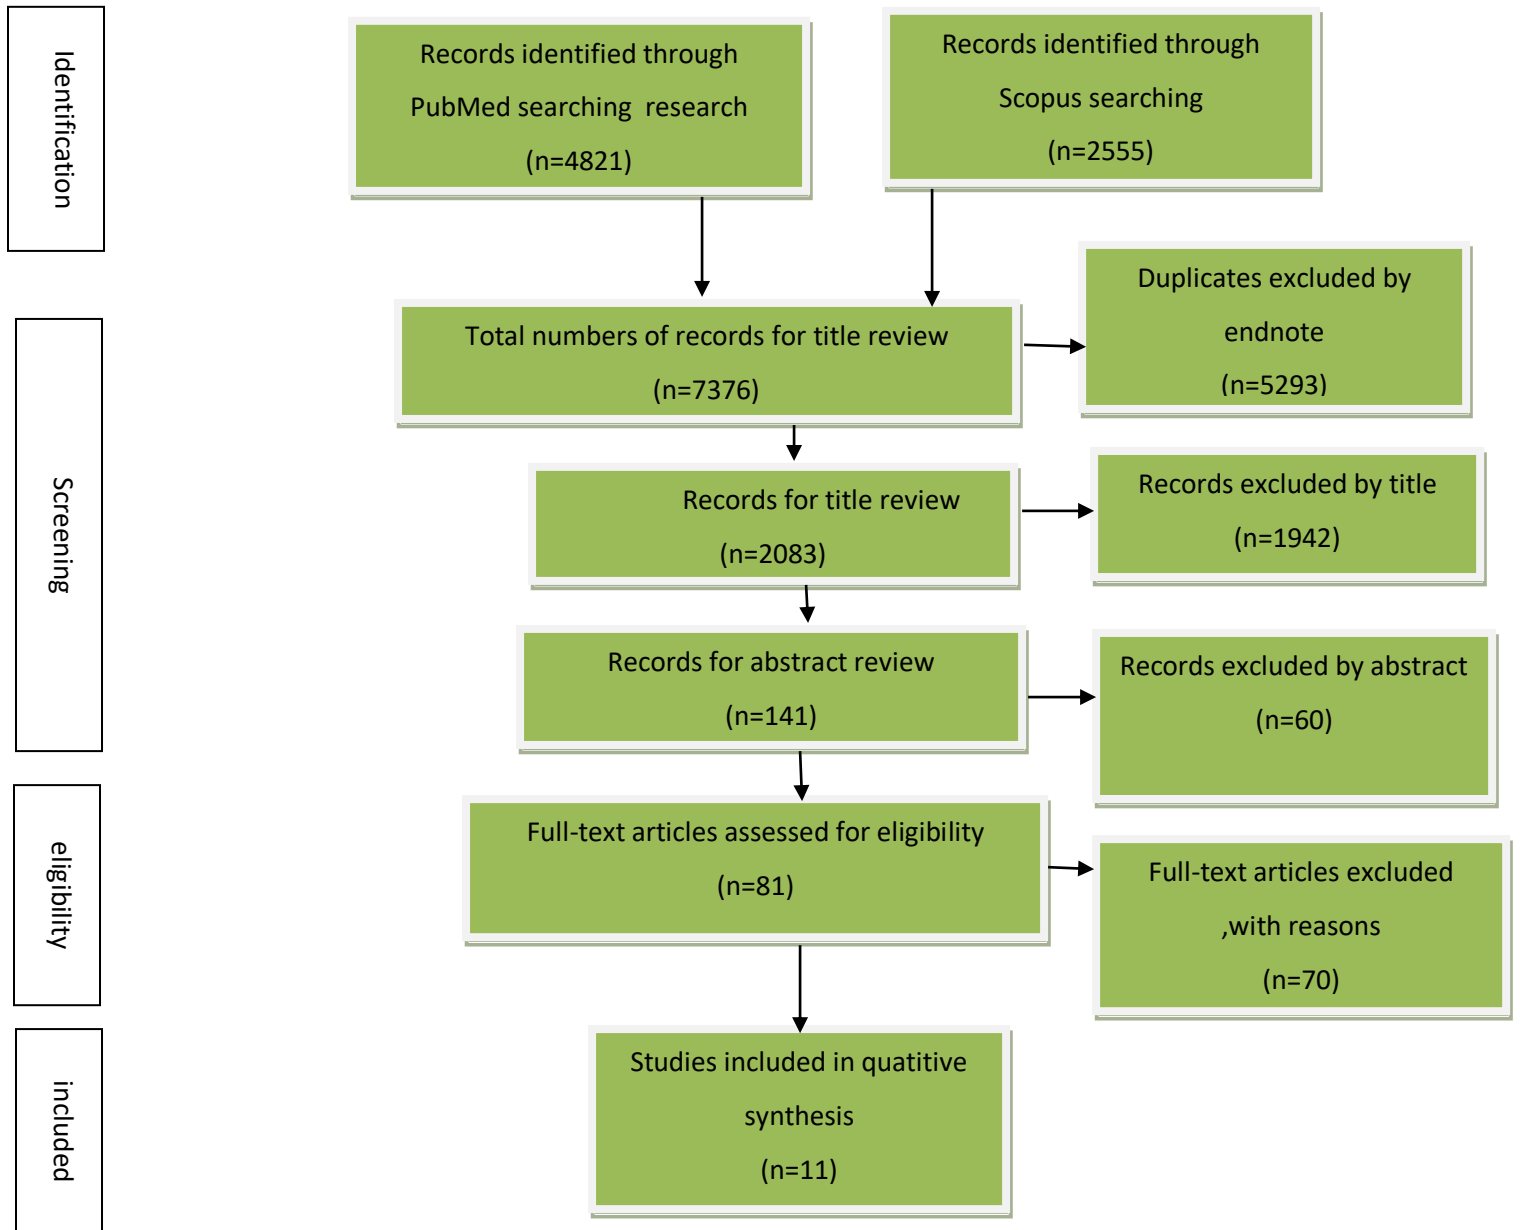 Identification
Records identified through
PubMed searching  research
(n=4821)
Records identified through
Scopus searching
(n=2555)
Duplicates excluded by
endnote
(n=5293)
Screening
Total numbers of records for title review
(n=7376)
Records for title review
(n=2083)
Records excluded by title
(n=1942)
Records for abstract review
(n=141)
Records excluded by abstract
(n=60)
eligibility
Full-text articles assessed for eligibility
(n=81)
Full-text articles excluded
,with reasons
(n=70)
included
Studies included in quatitive
synthesis
(n=11)